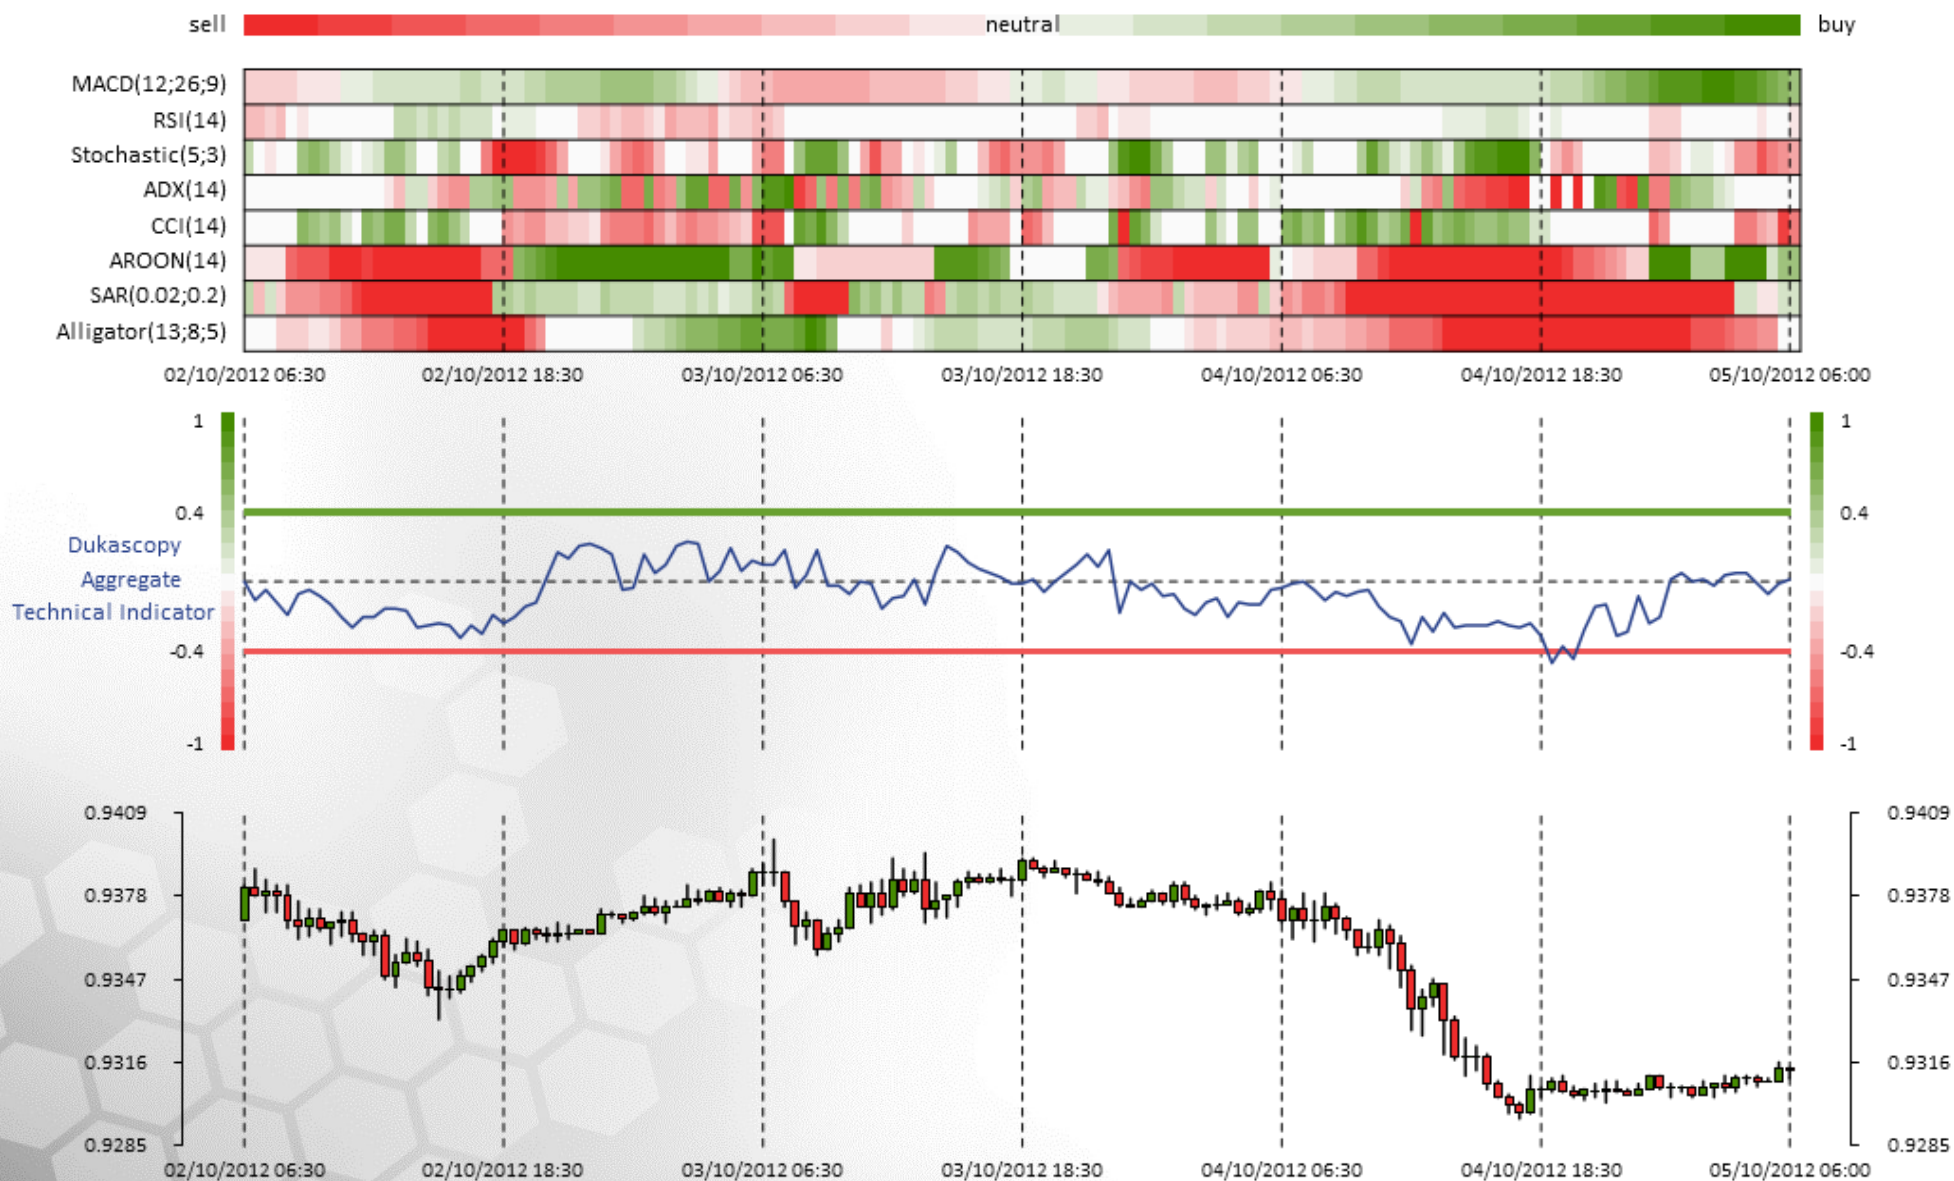 sell neutral buy
MACD(12;26;9)
RSI(14)
Stochastic(5;3)
ADX(14)
CCI(14)
AROON(14)
SAR(0.02;0.2)
Alligator(13;8;5)
02/10/2012 06:30 02/10/2012 18:30 03/10/2012 06:30 03/10/2012 18:30 04/10/2012 06:30 04/10/2012 18:30 05/10/2012 06:00
1 1
0.4 0.4
Dukascopy
Aggregate
Technical Indicator
-0.4 -0.4
-1 -1
0.9409 0.9409
0.9378 0.9378
0.9347 0.9347
0.9316 0.9316
0.9285 0.9285
02/10/2012 06:30 02/10/2012 18:30 03/10/2012 06:30 03/10/2012 18:30 04/10/2012 06:30 04/10/2012 18:30 05/10/2012 06:00